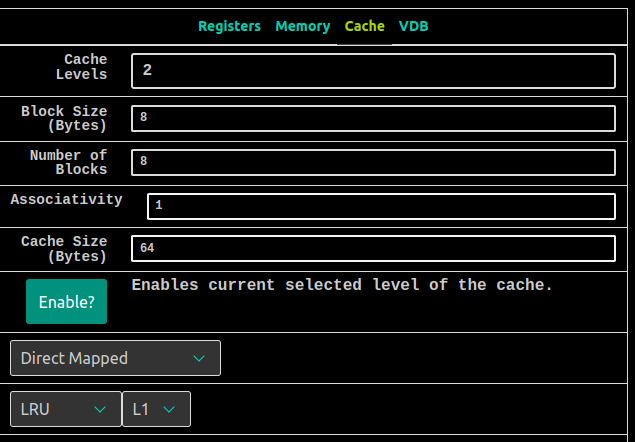 Registers Memory Cache VDB
Cache
Levels
2
Block Size
(Bytes)
8
Number of
Blocks
8
Associativity
1
Cache Size
(Bytes)
64
Enable?
Enables current selected level of the cache.
Direct Mapped
LRU L1